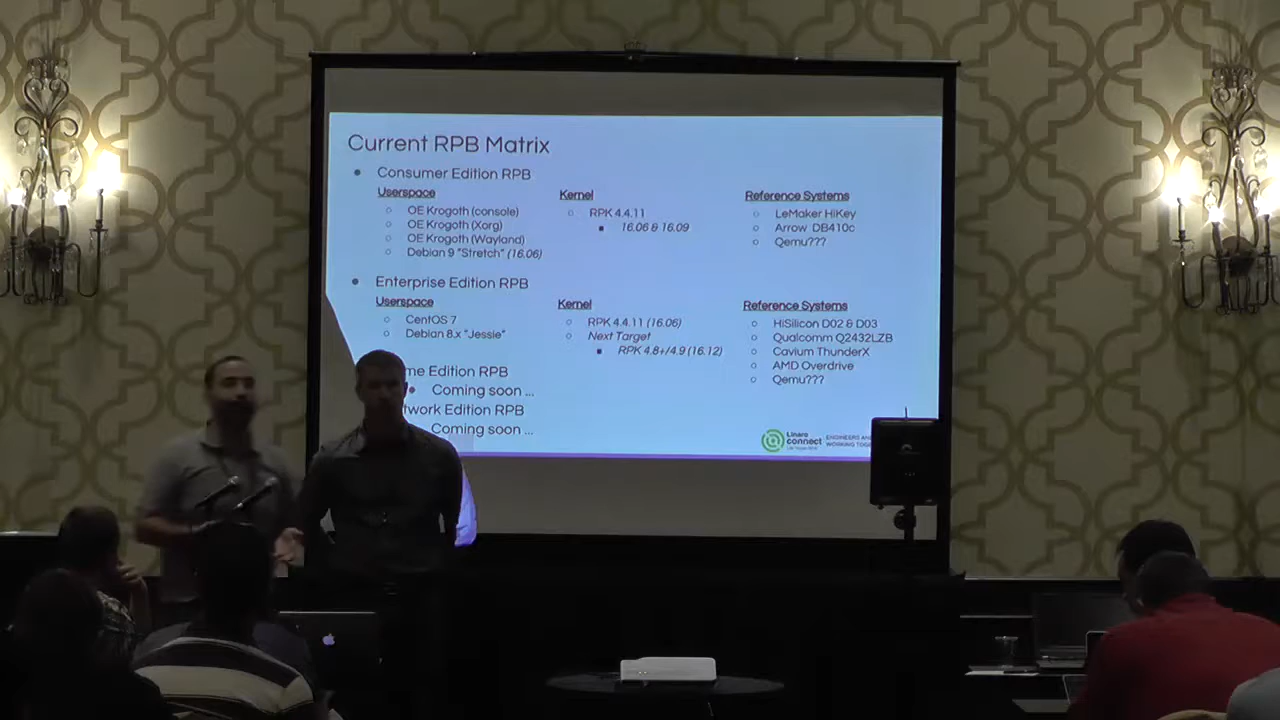 Current RPB Matrix
Consumer Edition RPB
Userspace
OE Krogoth (console)
OE Krogoth (Xorg)
OE Krogoth (Wayland)
Debian 9 "Stretch" (16.06)
Kernel
RPK 4.4.11
16.06 & 16.09
Reference Systems
LeMaker HiKey
Arrow DB410c
Qemu???
Enterprise Edition RPB
Userspace
CentOS 7
Debian 8.x "Jessie"
Kernel
RPK 4.4.11 (16.06)
Next Target
RPK 4.8+/4.9 (16.12)
Reference Systems
HiSilicon D02 & D03
Qualcomm Q2432LZB
Cavium ThunderX
AMD Overdrive
Qemu???
me Edition RPB
Coming soon ...
twork Edition RPB
Coming soon ...
Linaro
connect
ENGINEERS AN
WORKING TOGE